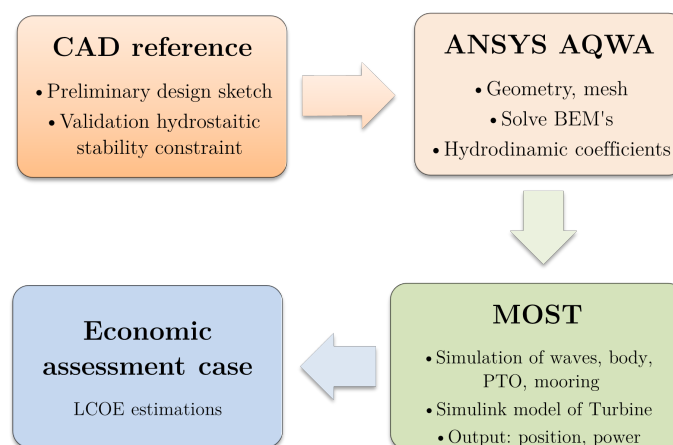 CAD reference
• Preliminary design sketch
• Validation hydrostaitic
stability constraint
ANSYS AQWA
• Geometry, mesh
• Solve BEM's
• Hydrodinamic coefficients
MOST
• Simulation of waves, body,
PTO, mooring
• Simulink model of Turbine
• Output: position, power
Economic
assessment case
LCOE estimations